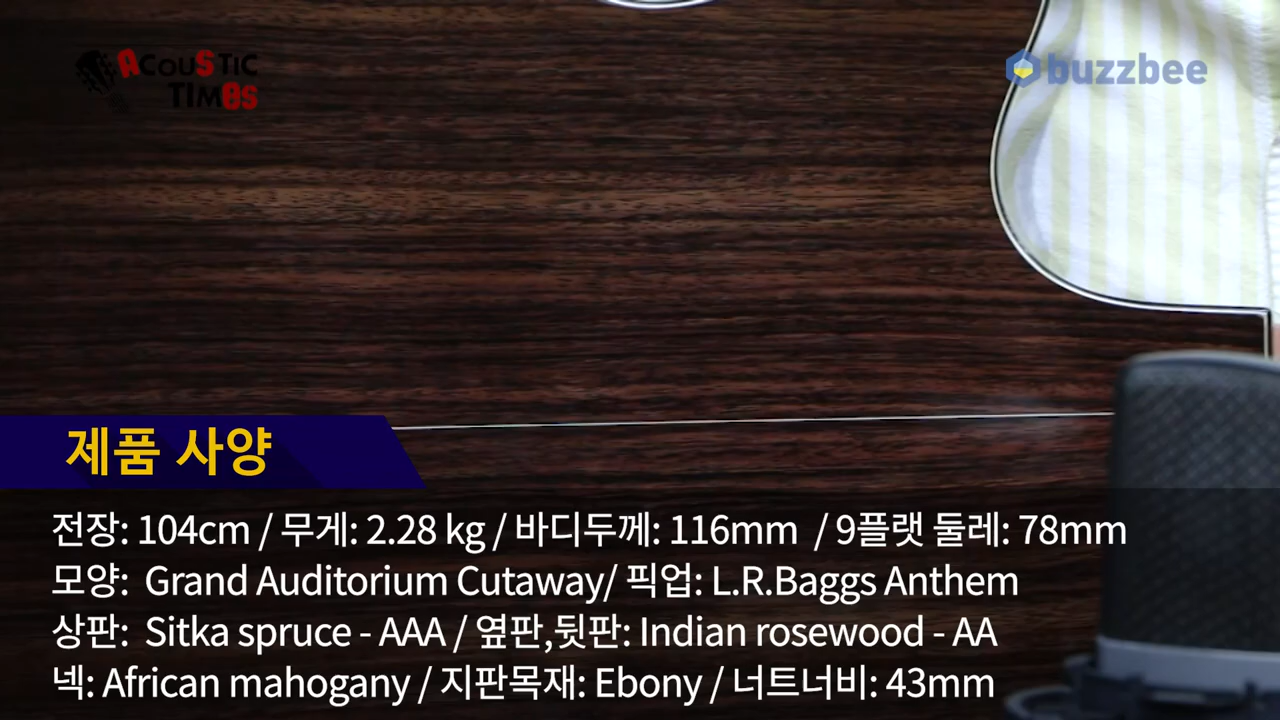 AcouSTIC
TIMES
buzzbee
제품 사양
전장: 104cm / 무게: 2.28 kg / 바디두께: 116mm / 9플랫 둘레: 78mm
모양: Grand Auditorium Cutaway/ 픽업: L.R.Baggs Anthem
상판: Sitka spruce - AAA / 옆판,뒷판: Indian rosewood - AA
넥: African mahogany / 지판목재: Ebony / 너트너비: 43mm